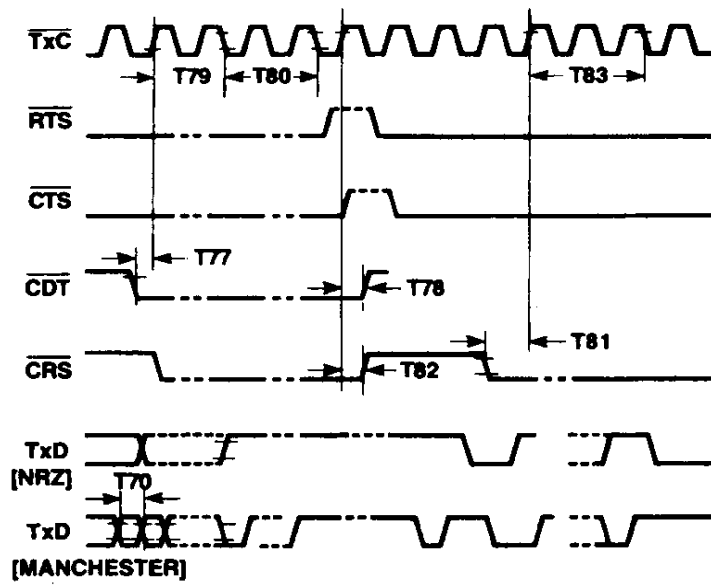 TxC
T79
T80
T83
RTS
CTS
T77
CDT
T78
T81
CRS
T82
TxD
[NRZ]
T70
TxD
[MANCHESTER]